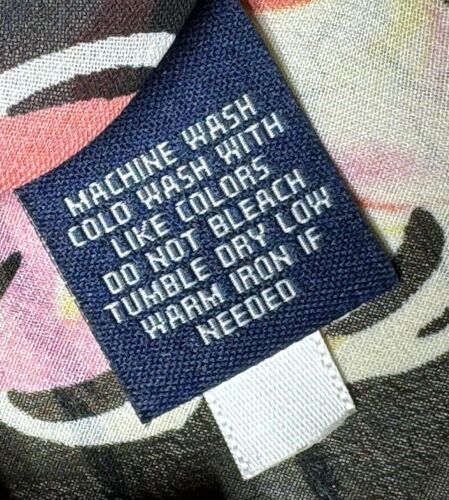 MACHINE WASH
COLD WASH WITH
LIKE COLORS
DO NOT BLEACH
TUMBLE DRY LOW
WARM IRON IF
NEEDED